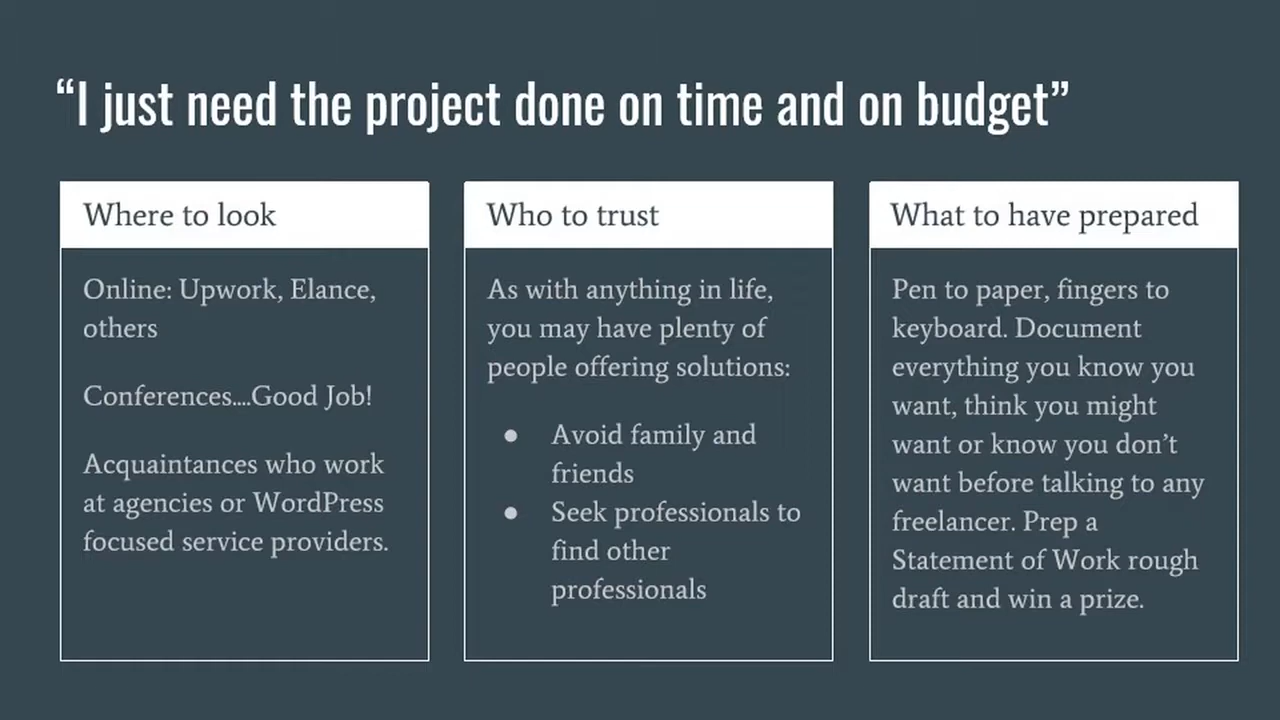 “I just need the project done on time and on budget”
Where to look
Online: Upwork, Elance,
others
Conferences....Good Job!
Acquaintances who work
at agencies or WordPress
focused service providers.
Who to trust
As with anything in life,
you may have plenty of
people offering solutions:
● Avoid family and
friends
● Seek professionals to
find other
professionals
What to have prepared
Pen to paper, fingers to
keyboard. Document
everything you know you
want, think you might
want or know you don’t
want before talking to any
freelancer. Prep a
Statement of Work rough
draft and win a prize.